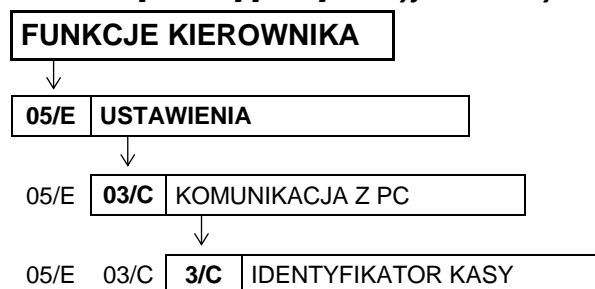 FUNKCJE KIEROWNIKA
05/E USTAWIENIA
05/E 03/C KOMUNIKACJA Z PC
05/E 03/C 3/C IDENTYFIKATOR KASY